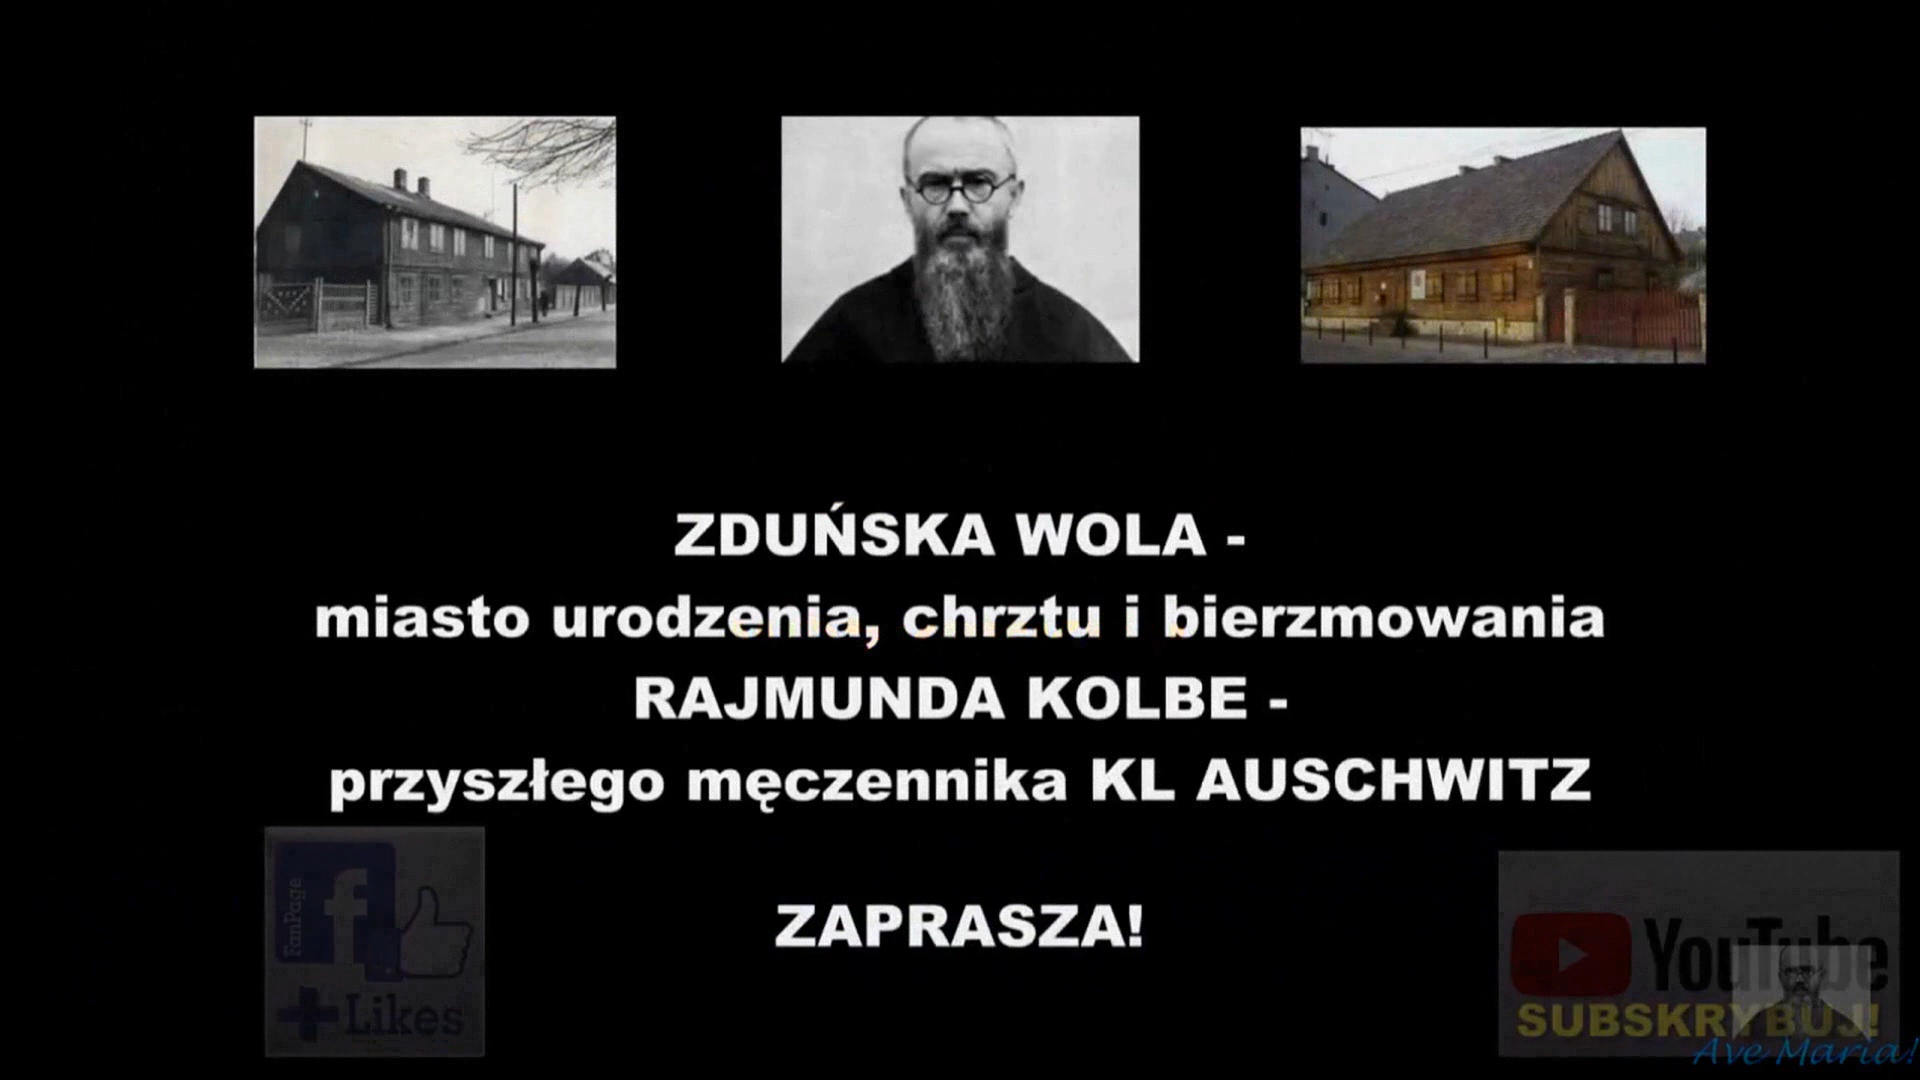 ZDUŃSKA WOLA -
miasto urodzenia, chrztu i bierzmowania
RAJMUNDA KOLBE -
przyszłego męczennika KL AUSCHWITZ
ZAPRASZA!
FanPage
Likes
YouTube
SUBSKRYBUJ!
Ave Maria!